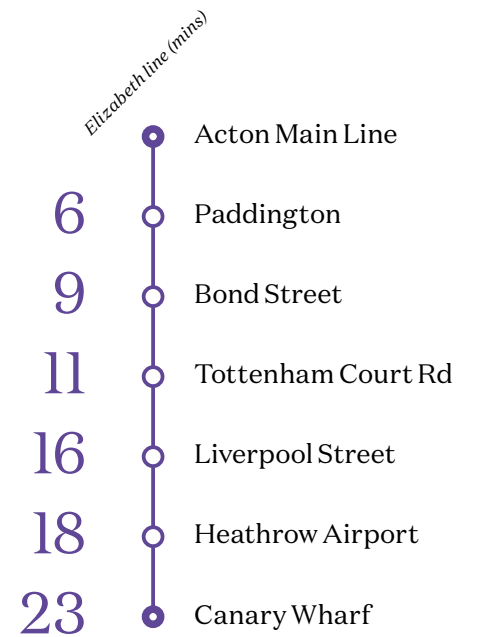 Elizabeth line (mins)
Acton Main Line
6 Paddington
9 Bond Street
11 Tottenham Court Rd
16 Liverpool Street
18 Heathrow Airport
23 Canary Wharf